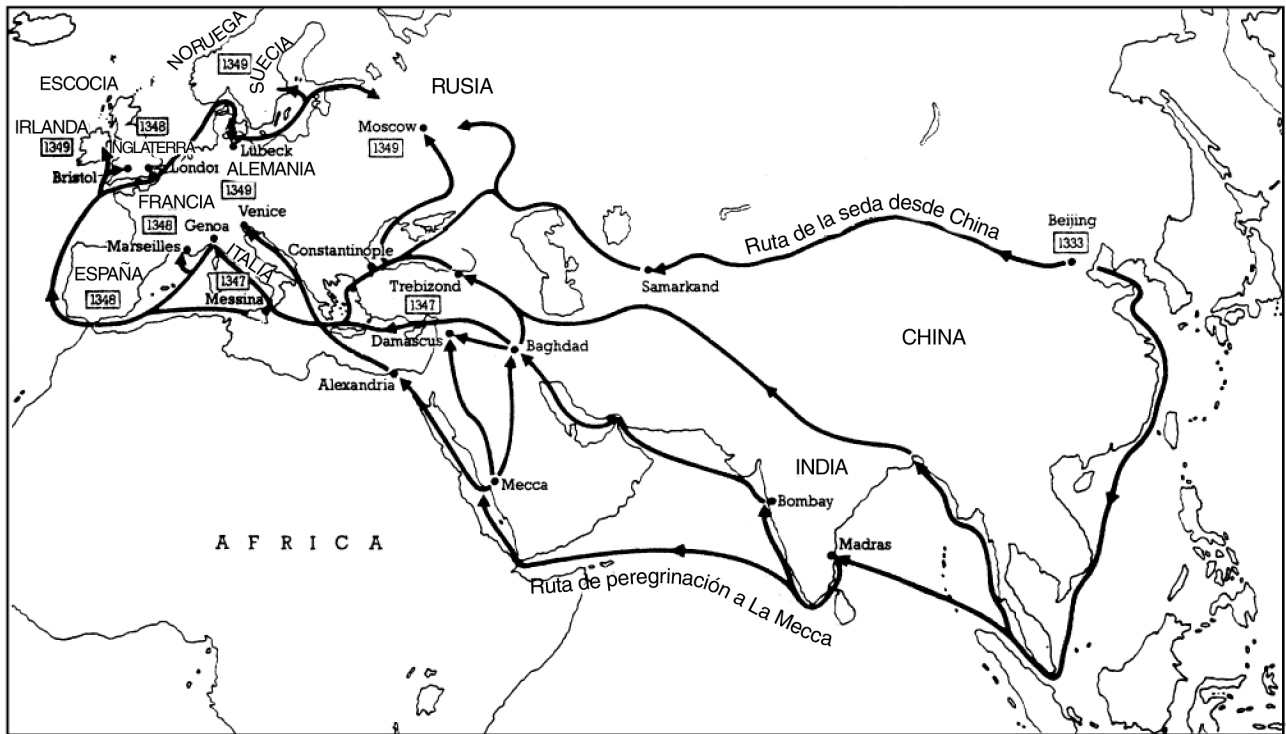 NORUEGA
1349
SUECIA
ESCOCIA
RUSIA
IRLANDA
1349
1348
INGLATERRA
Moscow
1349
Bristol
London
Lübeck
ALEMANIA
1349
FRANCIA
1348
Genoa
Venice
Marseilles
ITALIA
1347
Constantinople
ESPAÑA
1348
Messina
Trebizond
1347
Ruta de la seda desde China
Beijing
1333
Samarkand
CHINA
Damascus
Baghdad
Alexandria
INDIA
Mecca
Bombay
AFRICA
Madras
Ruta de peregrinación a La Mecca